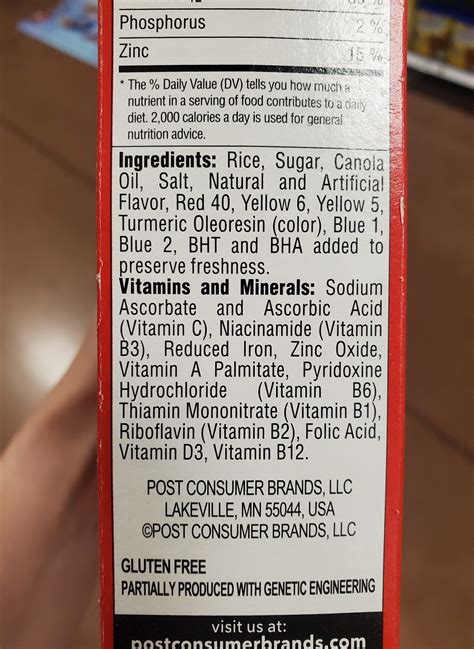 Phosphorus 2 %
Zinc 15 %
* The % Daily Value (DV) tells you how much a
nutrient in a serving of food contributes to a daily
diet. 2,000 calories a day is used for general
nutrition advice.
Ingredients: Rice, Sugar, Canola
Oil, Salt, Natural and Artificial
Flavor, Red 40, Yellow 6, Yellow 5,
Turmeric Oleoresin (color), Blue 1,
Blue 2, BHT and BHA added to
preserve freshness.
Vitamins and Minerals: Sodium
Ascorbate and Ascorbic Acid
(Vitamin C), Niacinamide (Vitamin
B3), Reduced Iron, Zinc Oxide,
Vitamin A Palmitate, Pyridoxine
Hydrochloride (Vitamin B6),
Thiamin Mononitrate (Vitamin B1),
Riboflavin (Vitamin B2), Folic Acid,
Vitamin D3, Vitamin B12.
POST CONSUMER BRANDS, LLC
LAKEVILLE, MN 55044, USA
©POST CONSUMER BRANDS, LLC
GLUTEN FREE
PARTIALLY PRODUCED WITH GENETIC ENGINEERING
visit us at:
postconsumerbrands.com